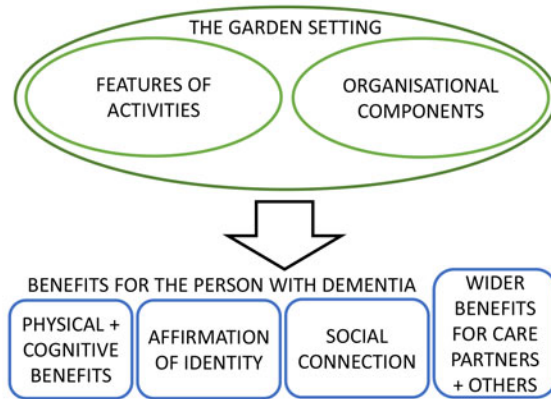 THE GARDEN SETTING
FEATURES OF
ACTIVITIES
ORGANISATIONAL
COMPONENTS
BENEFITS FOR THE PERSON WITH DEMENTIA
PHYSICAL +
COGNITIVE
BENEFITS
AFFIRMATION
OF IDENTITY
SOCIAL
CONNECTION
WIDER
BENEFITS
FOR CARE
PARTNERS
+ OTHERS